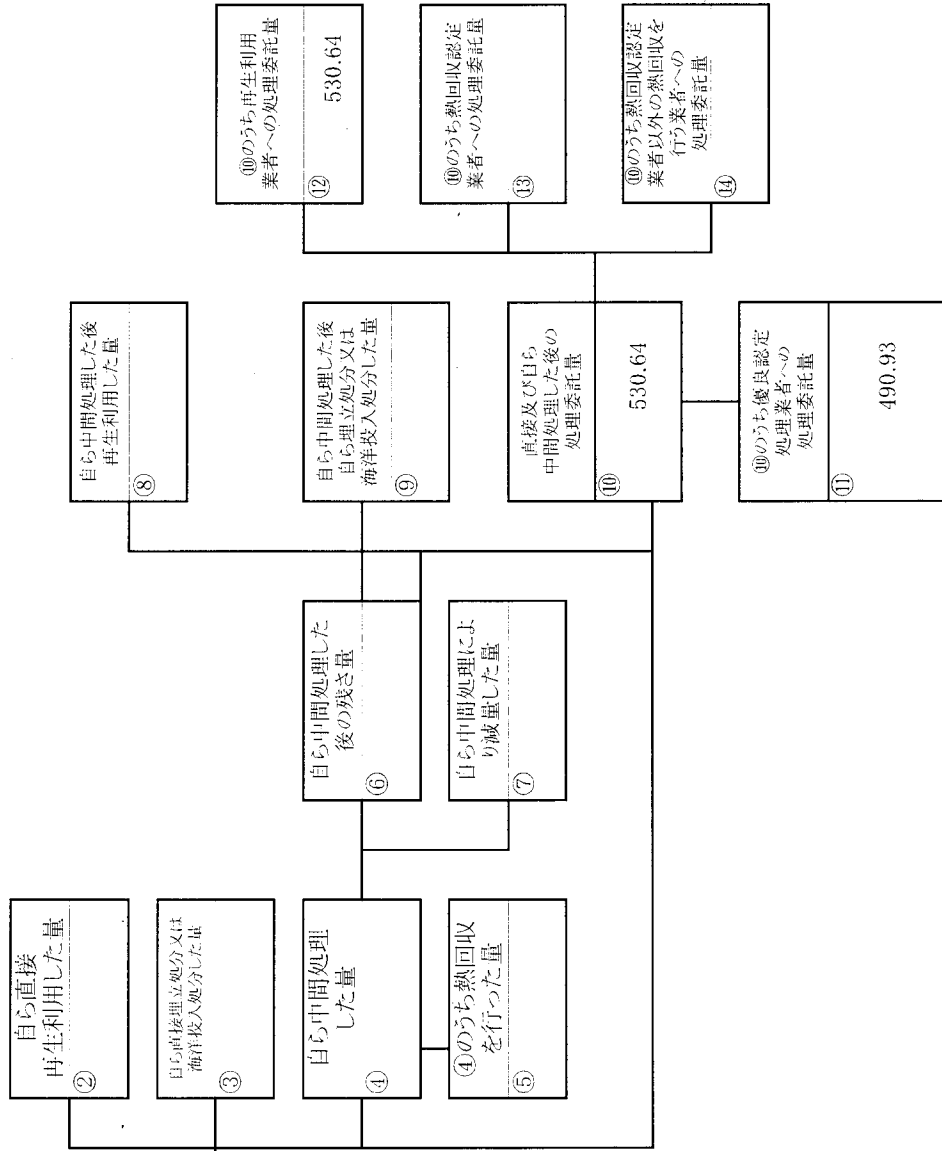 自ら直接
再生利用した量
②
自ら直接埋立処分又は
海洋投入処分した量
③
自ら中間処理
した量
④
④のうち熱回収
を行った量
⑤
自ら中間処理した
後の残さ量
⑥
自ら中間処理によ
り減量した量
⑦
自ら中間処理した後
再生利用した量
⑧
自ら中間処理した後
自ら埋立処分又は
海洋投入処分した量
⑨
直接及び自ら
中間処理した後の
処理委託量
⑩
530.64
⑩のうち優良認定
処理業者への
処理委託量
⑪
490.93
⑩のうち再生利用
業者への処理委託量
⑫
530.64
⑩のうち熱回収認定
業者への処理委託量
⑬
⑩のうち熱回収認定
業者以外の熱回収を
行う業者への
処理委託量
⑭